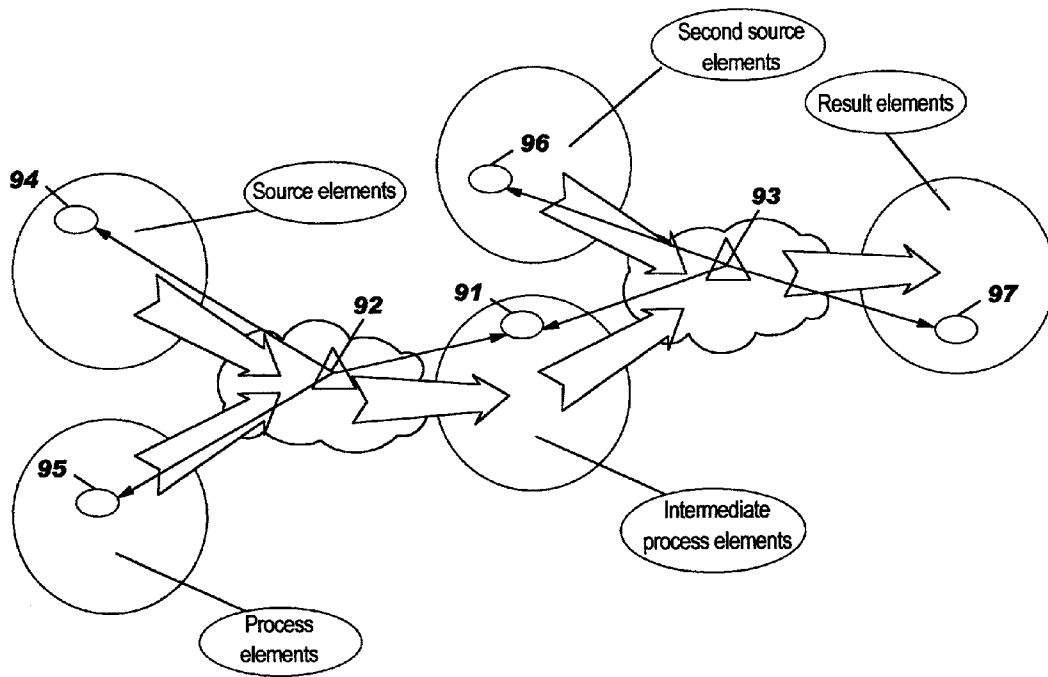 Second source
elements
Result elements
96
94
Source elements
93
91
97
92
95
Intermediate
process elements
Process
elements